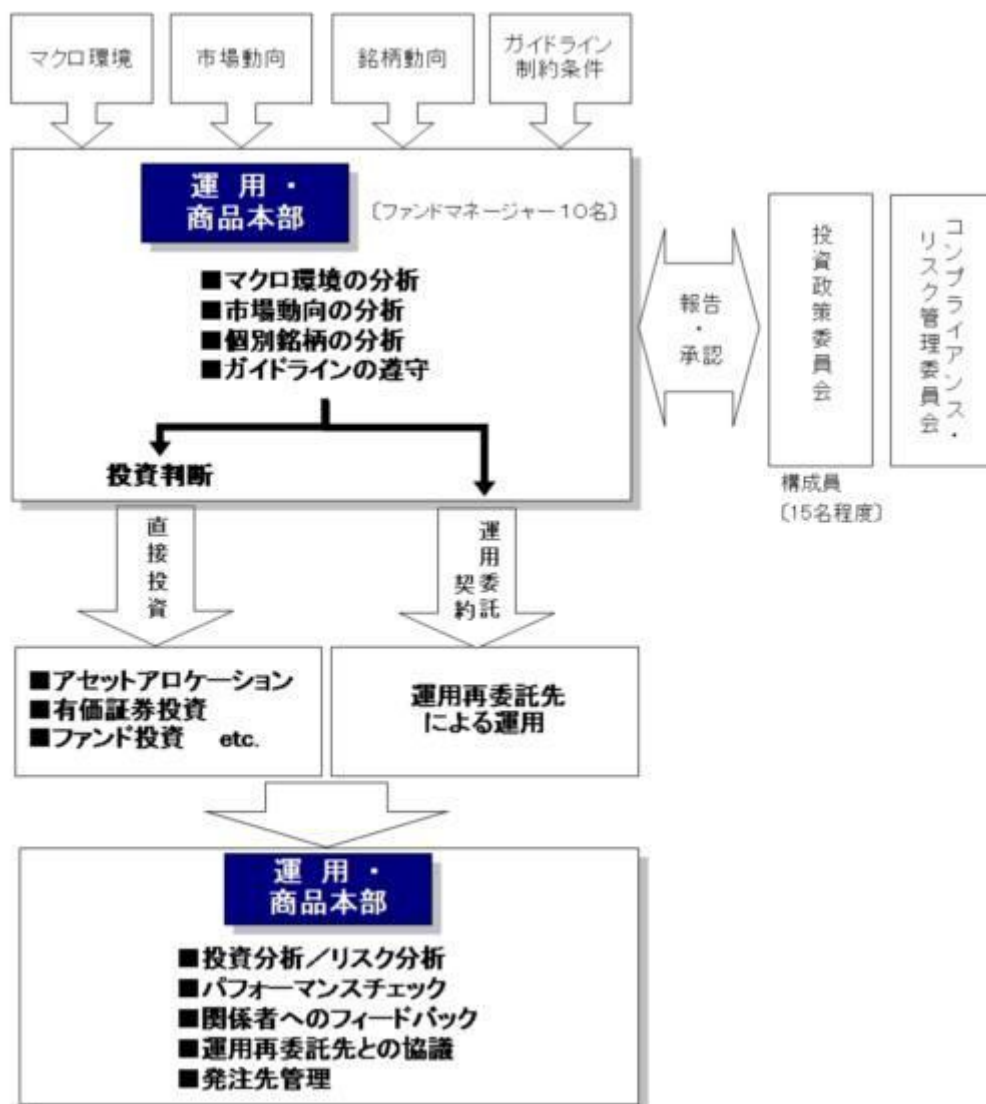 マクロ環境
市場動向
銘柄動向
ガイドライン
制約条件
運 用 ・
商品本部
〔ファンドマネージャー10名〕
■マクロ環境の分析
■市場動向の分析
■個別銘柄の分析
■ガイドラインの遵守
投資判断
報告
・
承認
投資政策委員会
コンプライアンス・
リスク管理委員会
構成員
〔15名程度〕
直接投資
運用委託
契約
■アセットアロケーション
■有価証券投資
■ファンド投資 etc.
運用再委託先
による運用
運 用 ・
商品本部
■投資分析／リスク分析
■パフォーマンスチェック
■関係者へのフィードバック
■運用再委託先との協議
■発注先管理